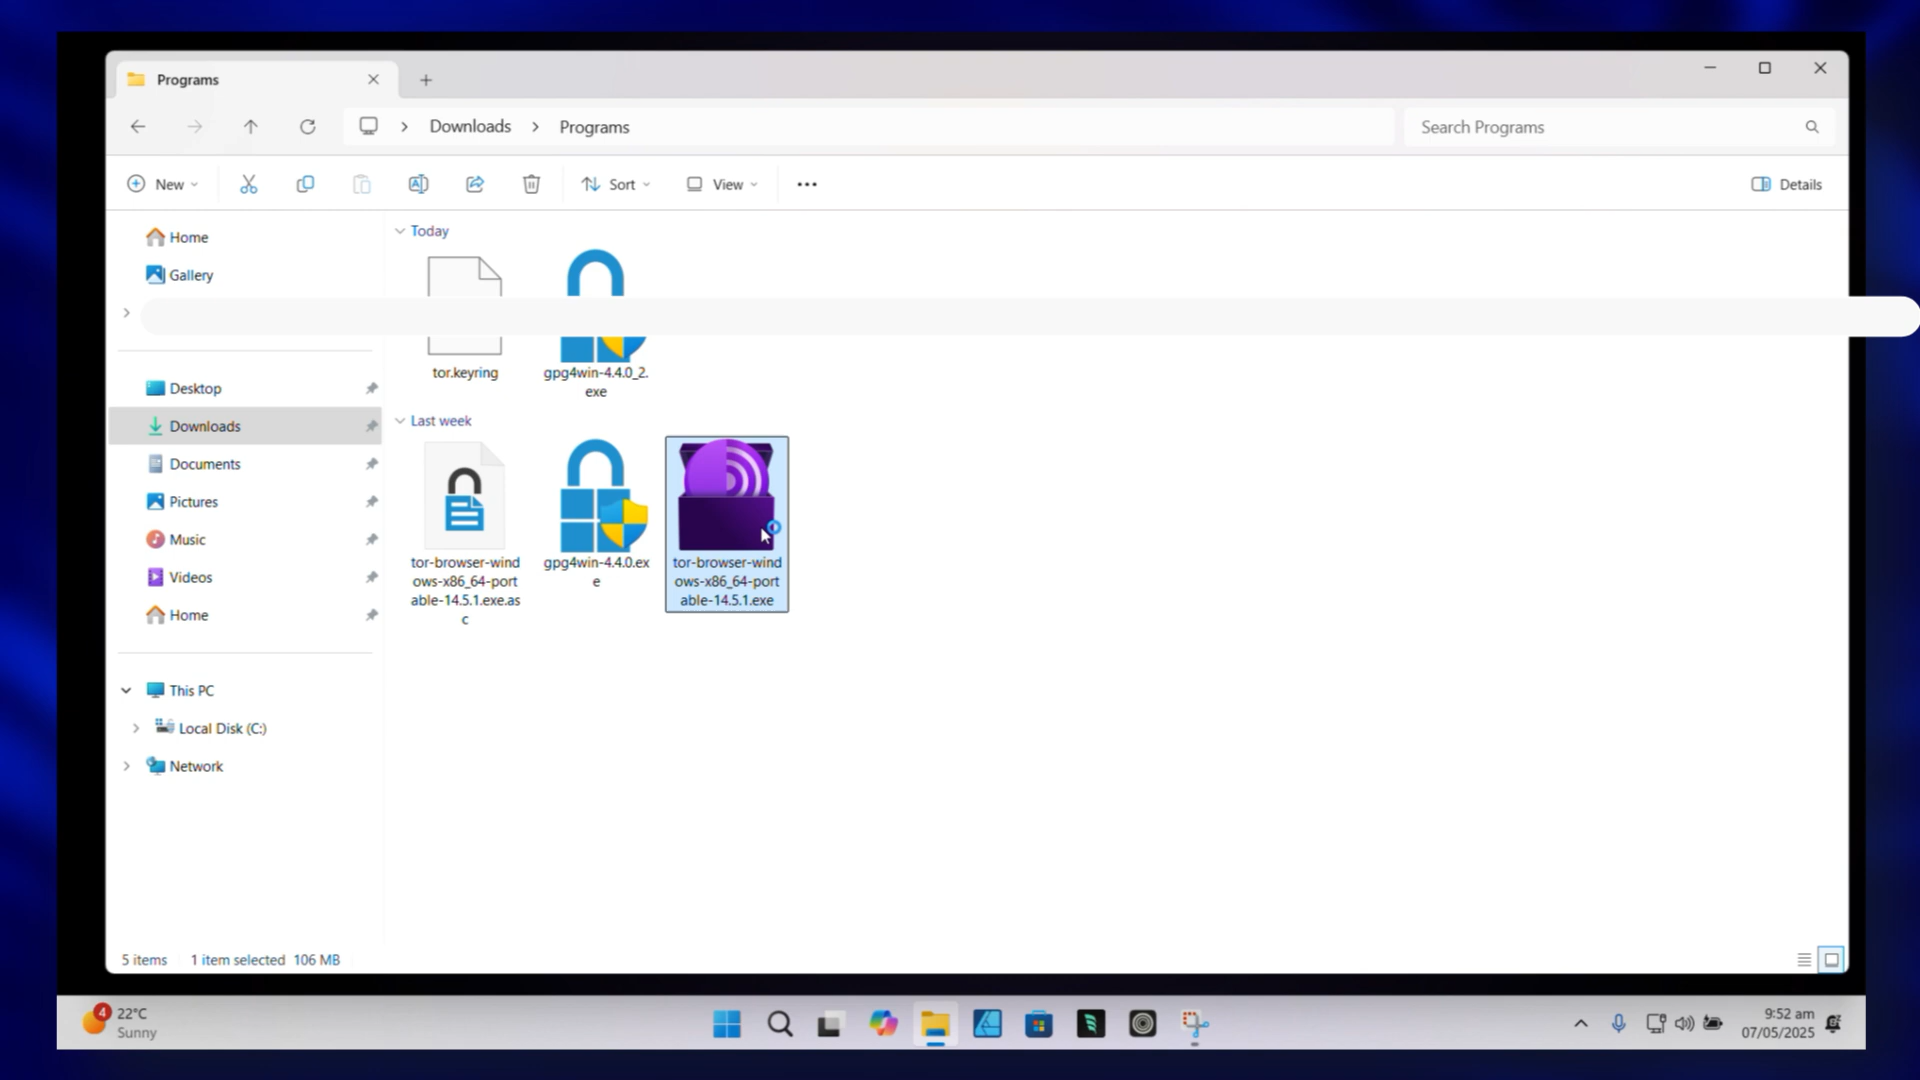 Programs
Downloads
Programs
Search Programs
New
Sort
View
Details
Home
Gallery
Desktop
Downloads
Documents
Pictures
Music
Videos
Home
This PC
Local Disk (C:)
Network
Today
tor.keyring
gpg4win-4.4.0_2.
exe
Last week
tor-browser-wind
ows-x86_64-port
able-14.5.1.exe.as
c
gpg4win-4.4.0.ex
e
tor-browser-wind
ows-x86_64-port
able-14.5.1.exe
5 items
1 item selected 106 MB
4
22°C
Sunny
9:52 am
07/05/2025